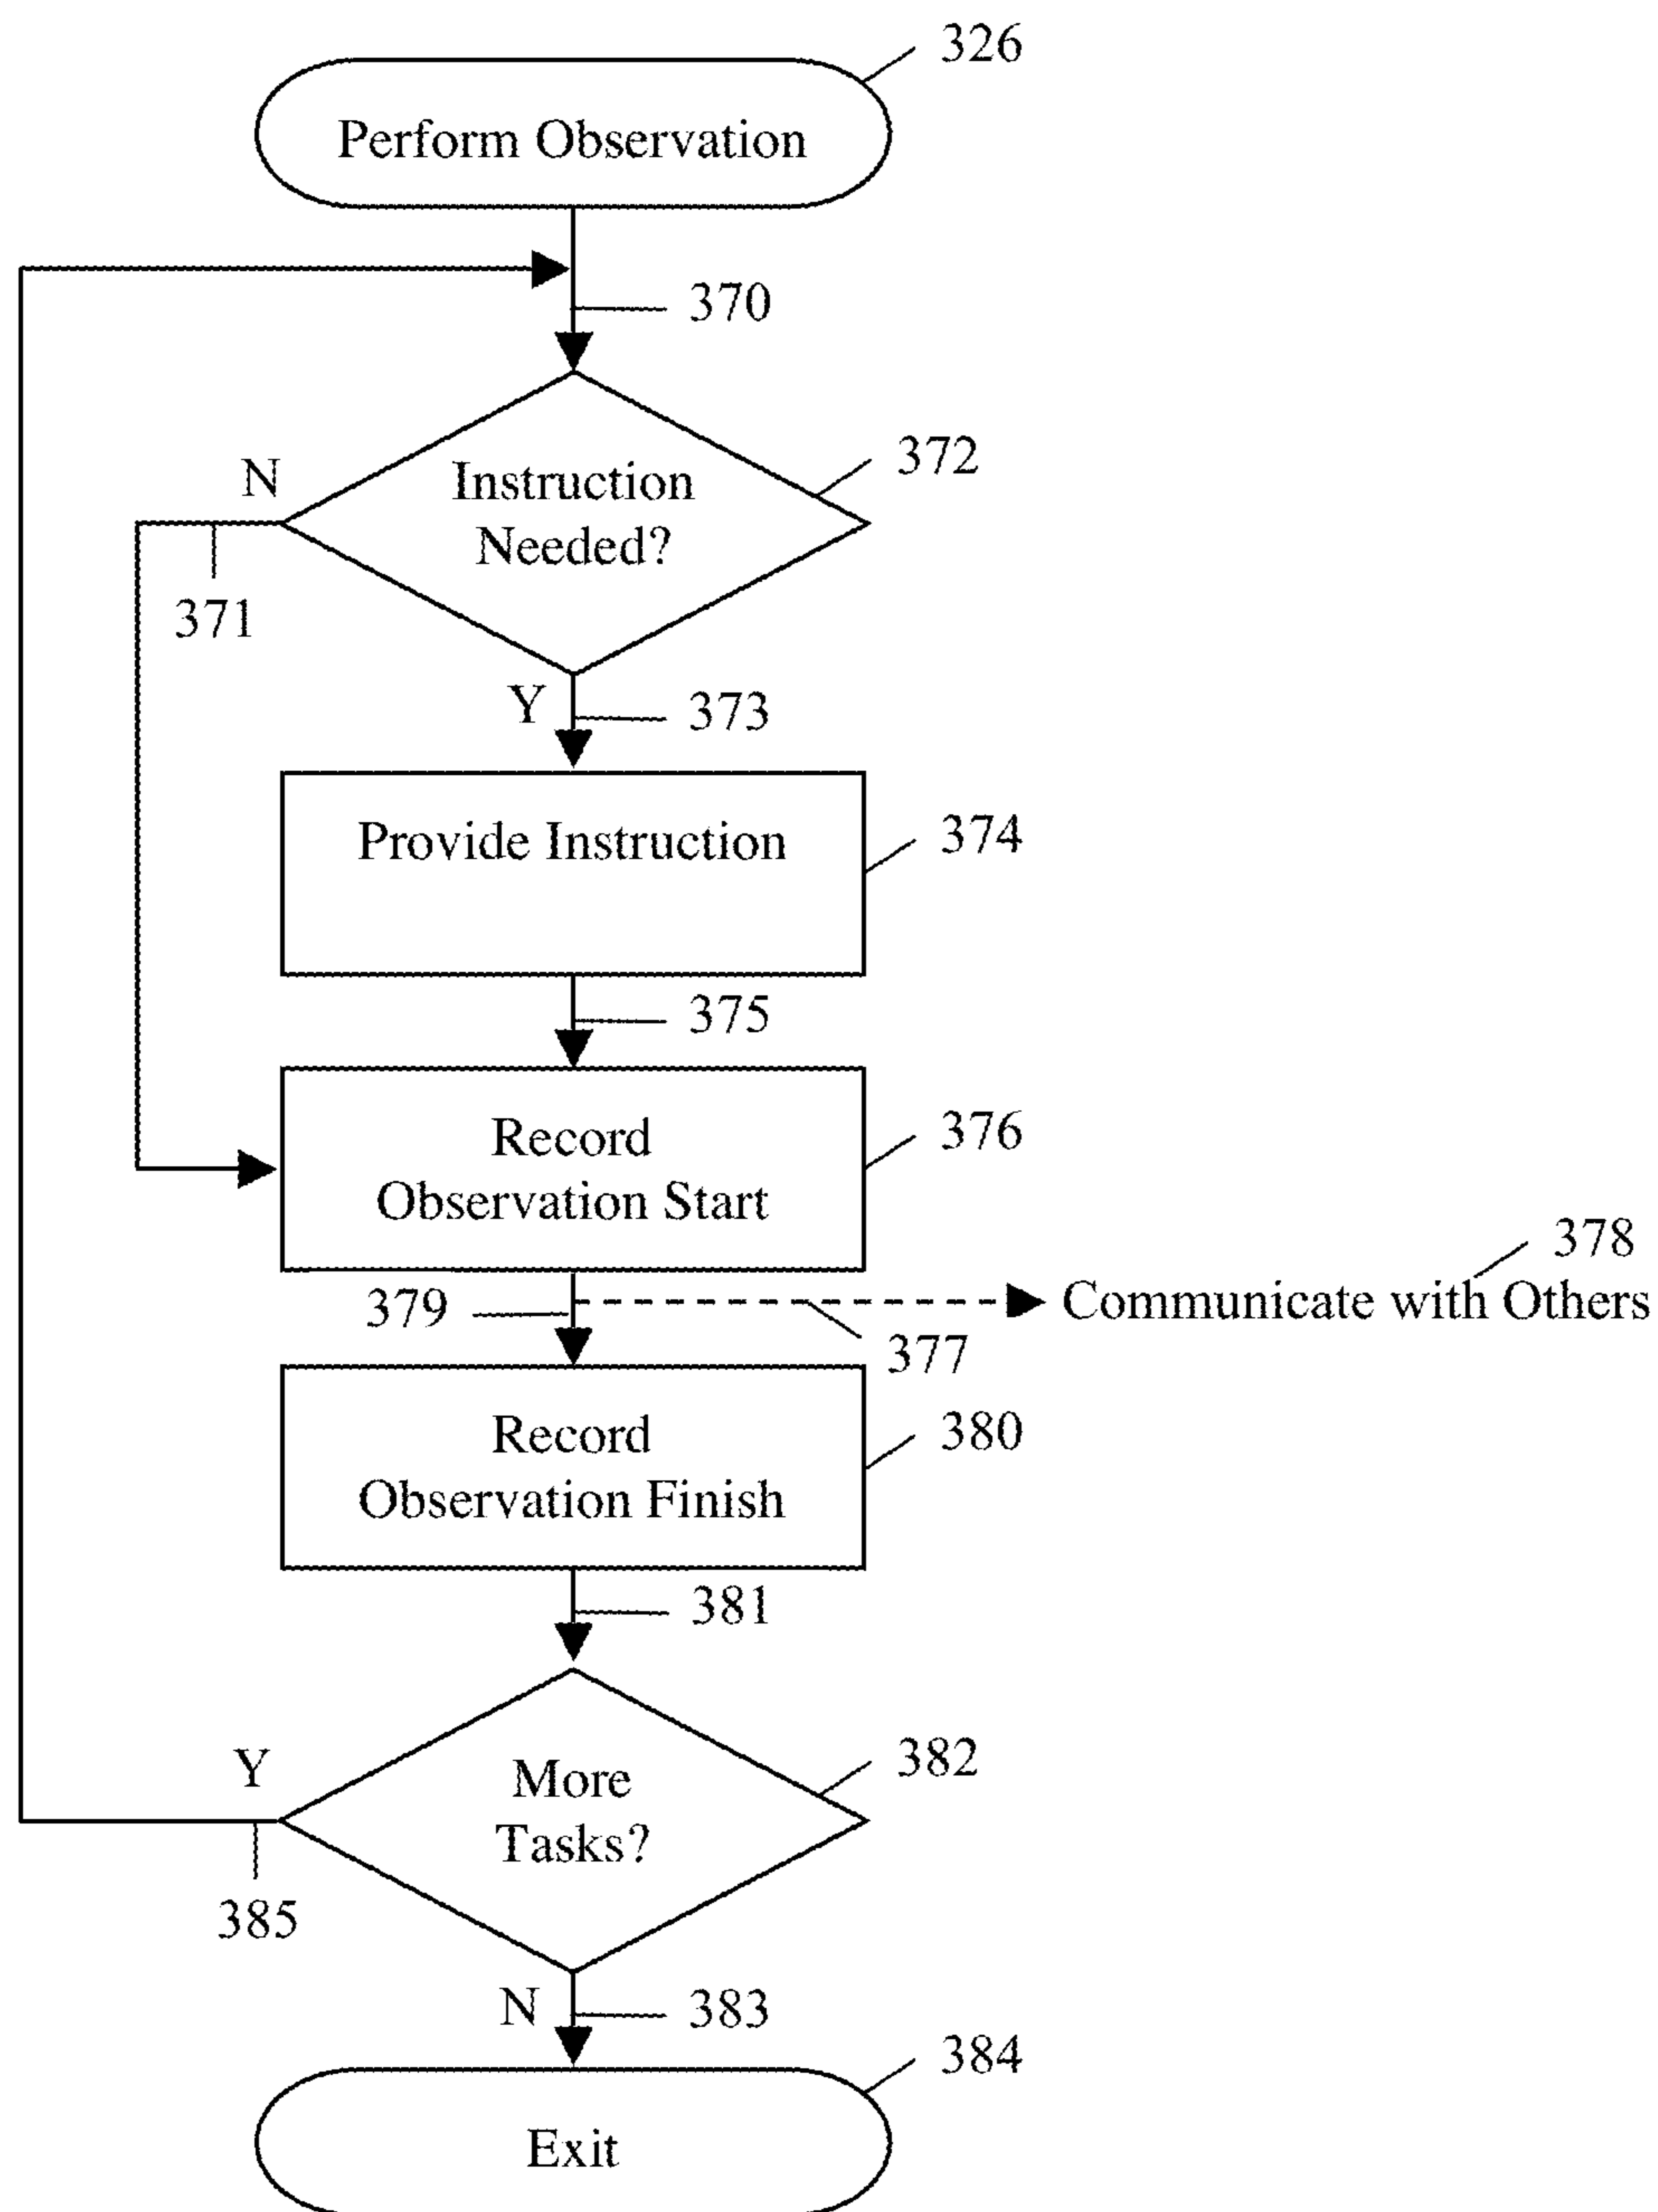 326
Perform Observation
370
372
N
Instruction
Needed?
371
Y
373
Provide Instruction
374
375
376
Record
Observation Start
378
379
Communicate with Others
377
380
Record
Observation Finish
381
382
Y
More
Tasks?
385
N
383
384
Exit